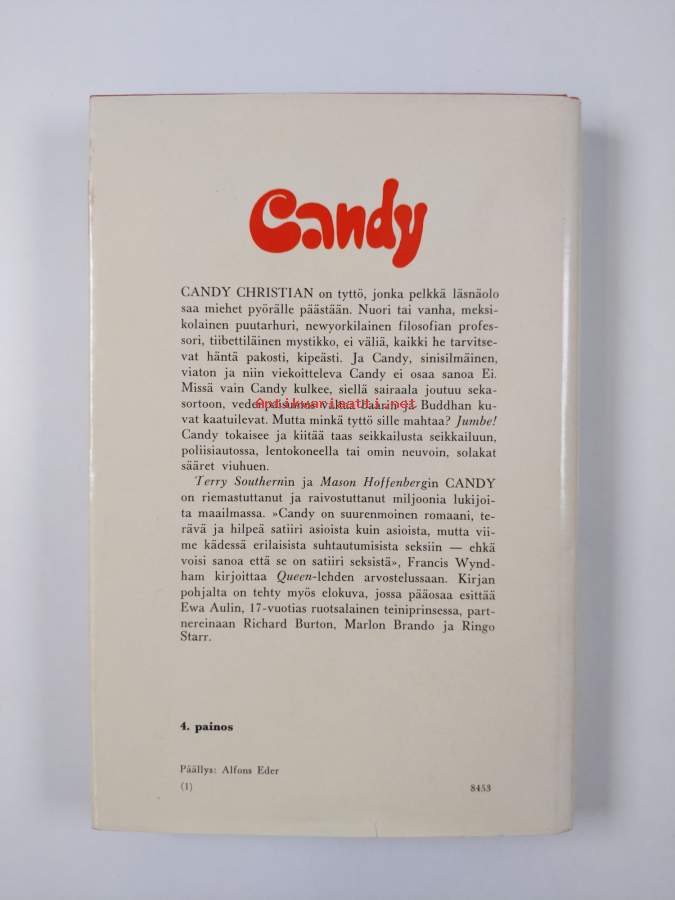 Candy
CANDY CHRISTIAN on tyttö, jonka pelkkä läsnäolo
saa miehet pyörälle päästään. Nuori tai vanha, meksi-
kolainen puutarhuri, newyorkilainen filosofian profes-
sori, tiibettiläinen mystikko, ei väliä, kaikki he tarvitse-
vat häntä pakosti, kipeästi. Ja Candy, sinisilmäinen,
viaton ja niin viekoitteleva Candy ei osaa sanoa Ei.
Missä vain Candy kulkee, siellä sairaala joutuu seka-
sortoon, vedenpaisumus Buddhan ku-
Antikvariaatti.net
vat kaatuilevat. Mutta minkä tyttö sille mahtaa? Jumbe!
Candy tokaisee ja kiitää taas seikkailusta seikkailuun,
poliisiautossa, lentokoneella tai omin neuvoin, solakat
sääret viuhuen.
Terry Southernin ja Mason Hoffenbergin CANDY
on riemastuttanut ja raivostuttanut miljoonia lukijoi-
ta maailmassa. »Candy on suurenmoinen romaani, te-
rävä ja hilpeä satiiri asioista kuin asioista, mutta vii-
me kädessä erilaisista suhtautumisista seksiin — ehkä
voisi sanoa että se on satiiri seksistä», Francis Wynd-
ham kirjoittaa Queen-lehden arvostelussaan. Kirjan
pohjalta on tehty myös elokuva, jossa pääosaa esittää
Ewa Aulin, 17-vuotias ruotsalainen teiniprinsessa, part-
nereinaan Richard Burton, Marlon Brando ja Ringo
Starr.
4. painos
Päällys: Alfons Eder
(1) 8453